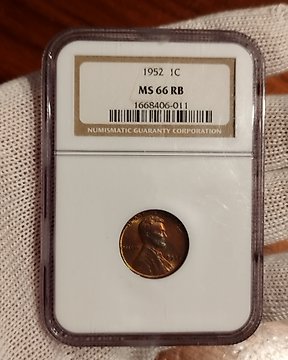 1952 1C
MS 66 RB
1668406-011
NUMISMATIC GUARANTY CORPORATION